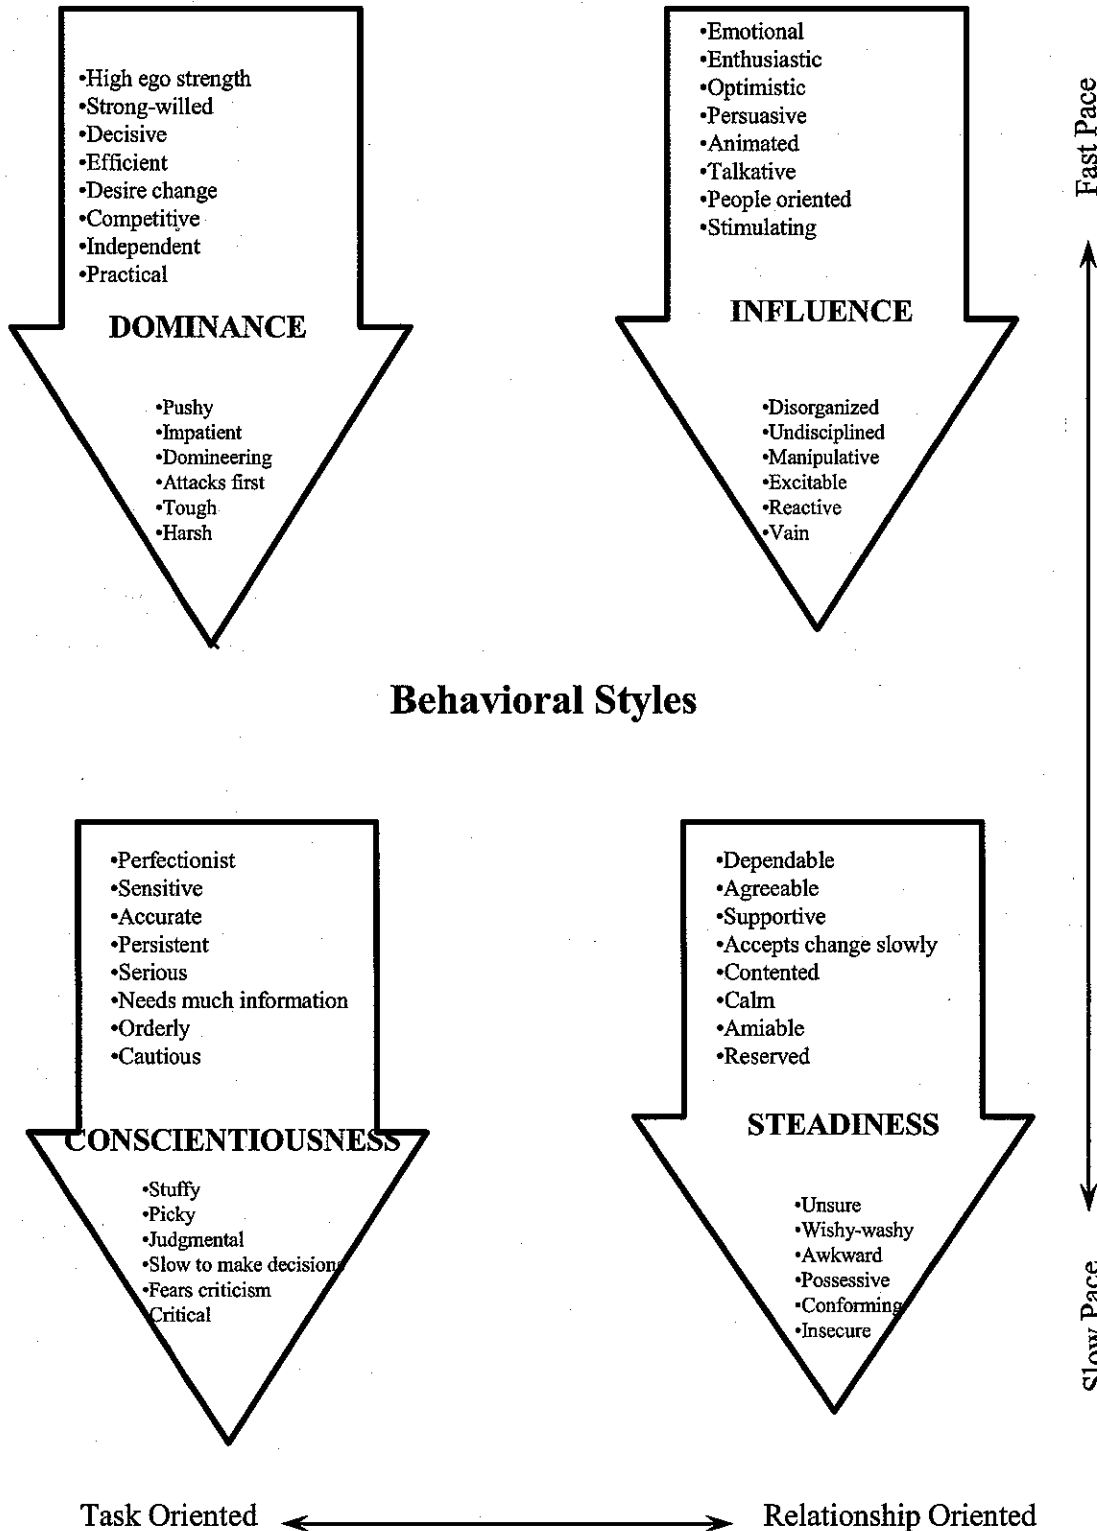 •High ego strength
•Strong-willed
•Decisive
•Efficient
•Desire change
•Competitive
•Independent
•Practical
DOMINANCE
•Pushy
•Impatient
•Domineering
•Attacks first
•Tough
•Harsh
•Emotional
•Enthusiastic
•Optimistic
•Persuasive
•Animated
•Talkative
•People oriented
•Stimulating
INFLUENCE
•Disorganized
•Undisciplined
•Manipulative
•Excitable
•Reactive
•Vain
Fast Pace
Behavioral Styles
•Perfectionist
•Sensitive
•Accurate
•Persistent
•Serious
•Needs much information
•Orderly
•Cautious
CONSCIENTIOUSNESS
•Stuffy
•Picky
•Judgmental
•Slow to make decisions
•Fears criticism
•Critical
•Dependable
•Agreeable
•Supportive
•Accepts change slowly
•Contented
•Calm
•Amiable
•Reserved
STEADINESS
•Unsure
•Wishy-washy
•Awkward
•Possessive
•Conforming
•Insecure
Slow Pace
Task Oriented
Relationship Oriented